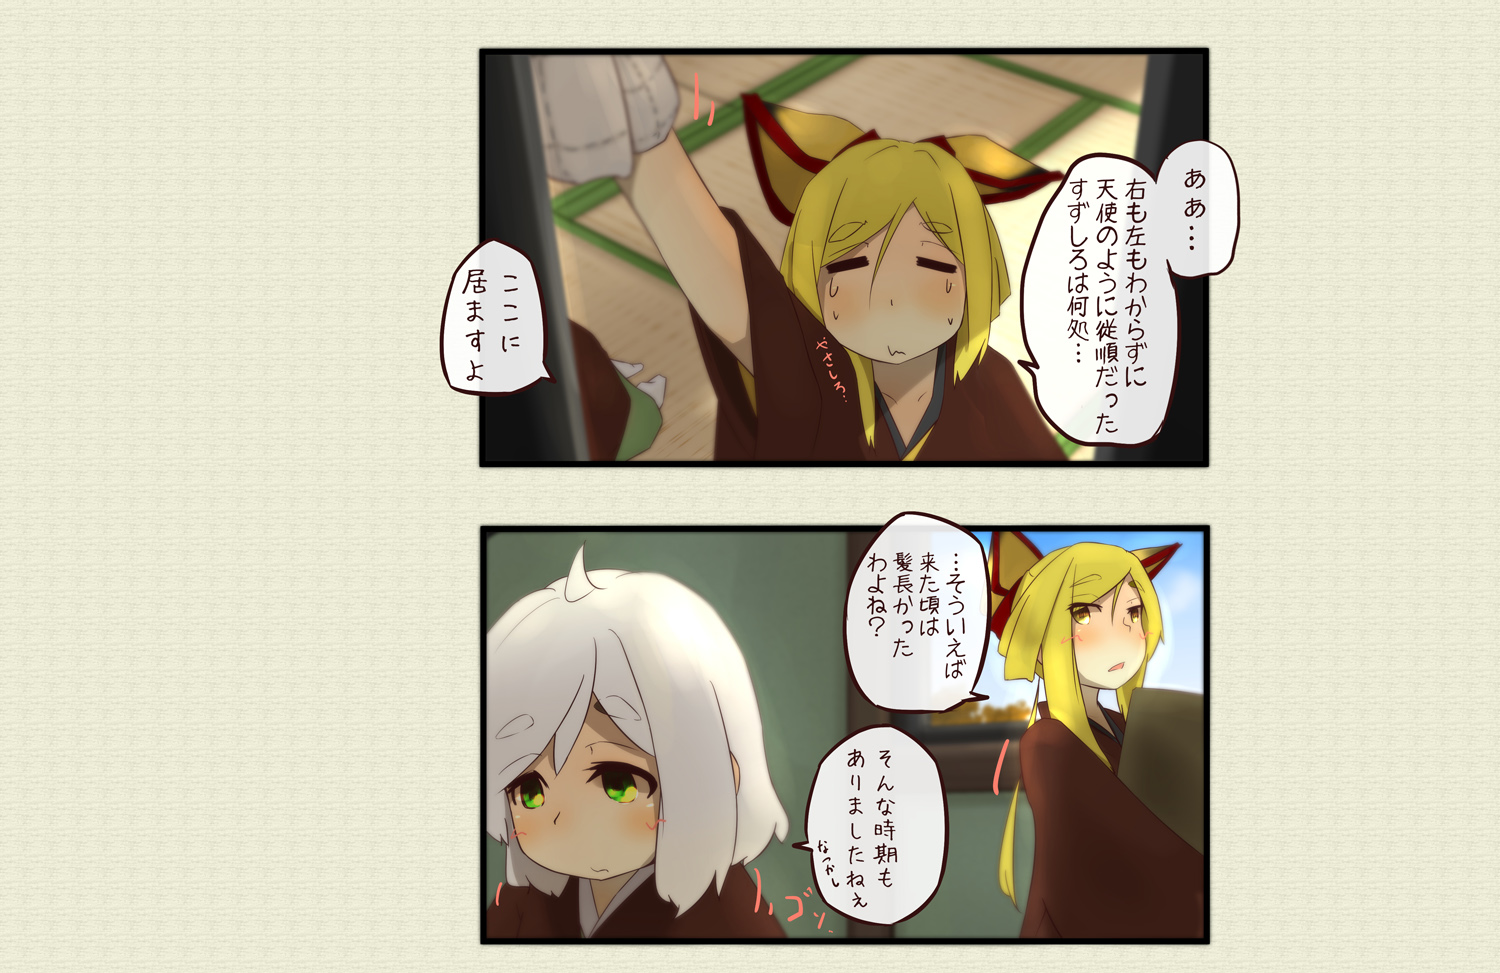 ああ…
右も左もわからずに
天使のように従順だった
すずしろは何処…
やさしろ…
ここに
居ますよ
…そういえば
来た頃は
髪長かった
わよね?
そんな時期も
ありましたねぇ
なつかし
ゴソ…